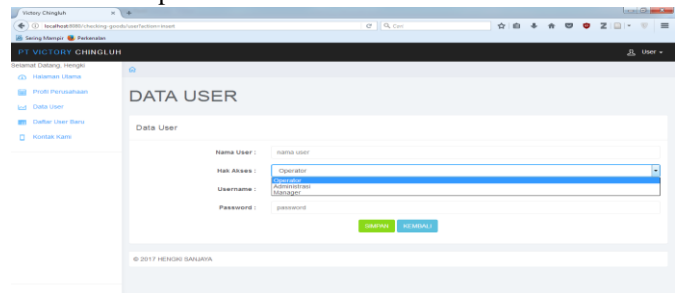 Victory Chingluh
localhost:8080/checking-goods/user?action=insert
Cari
Sering Mampir Perkenalan
PT VICTORY CHINGLUH
User
Selamat Datang, Hengki
Halaman Utama
Profil Perusahaan
Data User
Daftar User Baru
Kontak Kami
DATA USER
Data User
Nama User :
nama user
Hak Akses :
Operator
Operator
Administrasi
Manager
Username :
Password :
password
SIMPAN
KEMBALI
© 2017 HENGKI SANJAYA